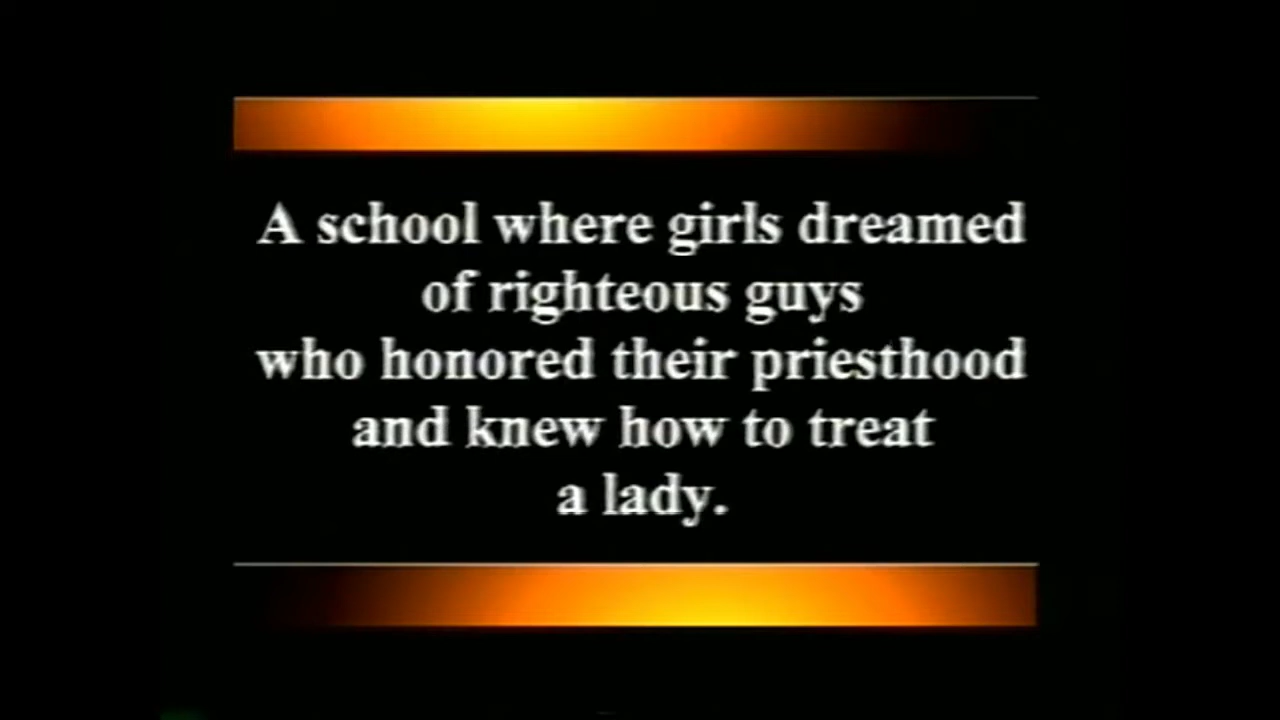 A school where girls dreamed
of righteous guys
who honored their priesthood
and knew how to treat
a lady.